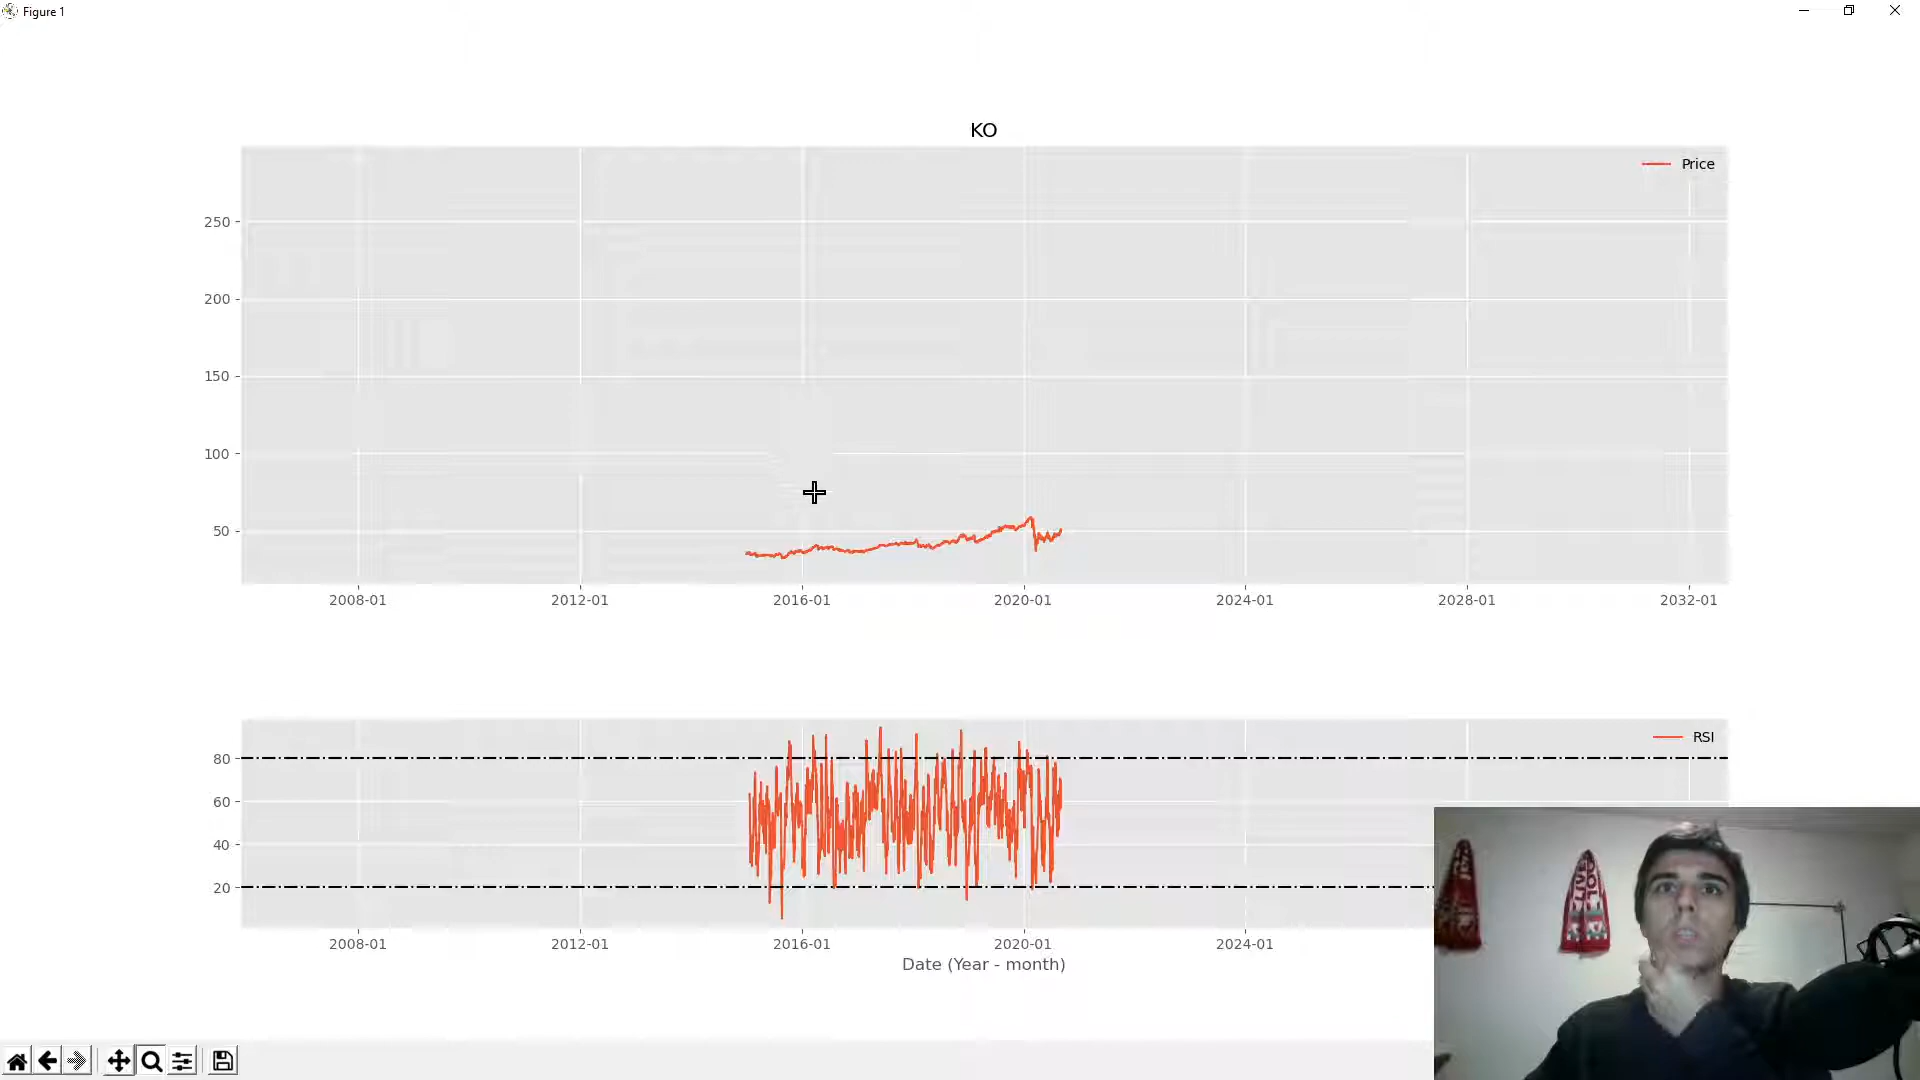 Figure 1
KO
Price
250
200
150
100
50
2008-01 2012-01 2016-01 2020-01 2024-01 2028-01 2032-01
RSI
80
60
40
20
2008-01 2012-01 2016-01 2020-01 2024-01
Date (Year - month)